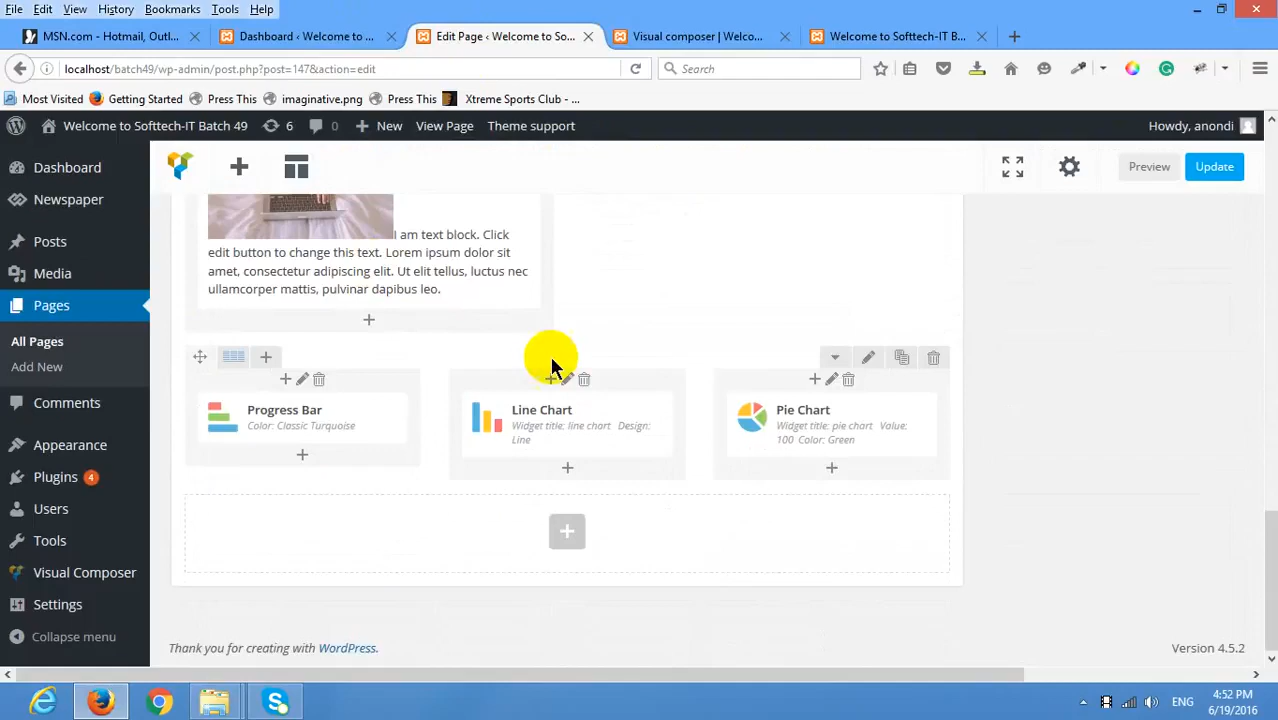 File Edit View History Bookmarks Tools Help
MSN.com - Hotmail, Outl...
Dashboard ‹ Welcome to ...
Edit Page ‹ Welcome to So...
Visual composer | Welco...
Welcome to Softtech-IT B...
localhost/batch49/wp-admin/post.php?post=147&action=edit
Search
Most Visited
Getting Started
Press This
imaginative.png
Press This
Xtreme Sports Club - ...
Welcome to Softtech-IT Batch 49
6
0
New
View Page
Theme support
Howdy, anondi
Dashboard
Newspaper
Posts
Media
Pages
All Pages
Add New
Comments
Appearance
Plugins 4
Users
Tools
Visual Composer
Settings
Collapse menu
Preview
Update
I am text block. Click
edit button to change this text. Lorem ipsum dolor sit
amet, consectetur adipiscing elit. Ut elit tellus, luctus nec
ullamcorper mattis, pulvinar dapibus leo.
Progress Bar
Color: Classic Turquoise
Line Chart
Widget title: line chart Design:
Line
Pie Chart
Widget title: pie chart Value:
100 Color: Green
Thank you for creating with WordPress.
Version 4.5.2
ENG
4:52 PM
6/19/2016